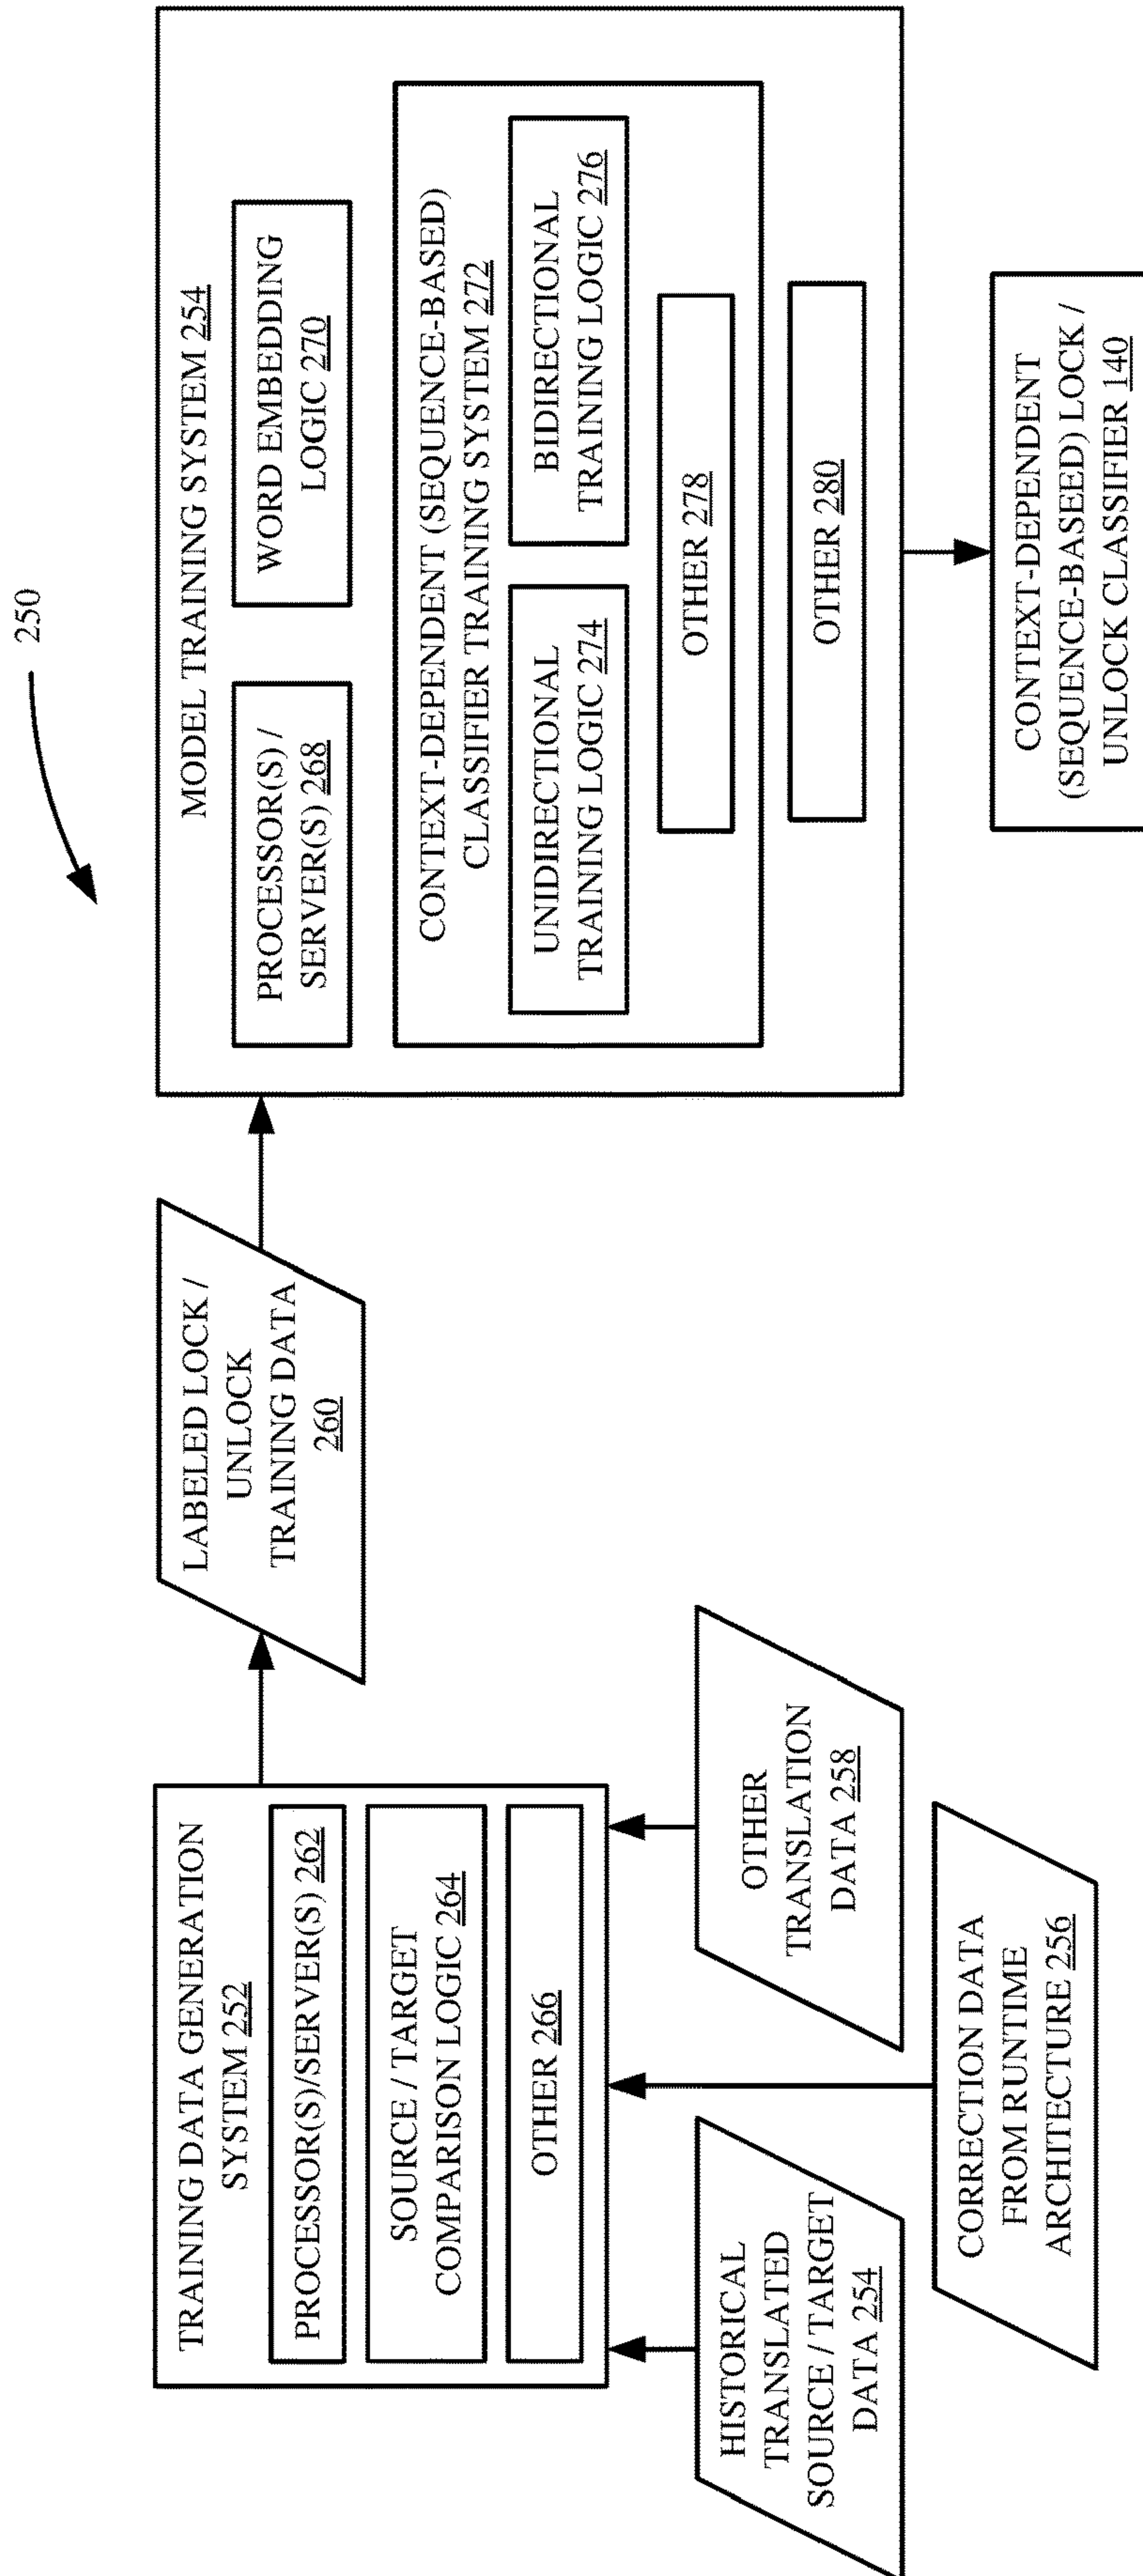 250
TRAINING DATA GENERATION
SYSTEM 252
PROCESSOR(S)/SERVER(S) 262
SOURCE / TARGET
COMPARISON LOGIC 264
OTHER 266
HISTORICAL
TRANSLATED
SOURCE / TARGET
DATA 254
CORRECTION DATA
FROM RUNTIME
ARCHITECTURE 256
OTHER
TRANSLATION
DATA 258
LABELED LOCK /
UNLOCK
TRAINING DATA
260
MODEL TRAINING SYSTEM 254
PROCESSOR(S) /
SERVER(S) 268
WORD EMBEDDING
LOGIC 270
CONTEXT-DEPENDENT (SEQUENCE-BASED)
CLASSIFIER TRAINING SYSTEM 272
UNIDIRECTIONAL
TRAINING LOGIC 274
BIDIRECTIONAL
TRAINING LOGIC 276
OTHER 278
OTHER 280
CONTEXT-DEPENDENT
(SEQUENCE-BASEED) LOCK /
UNLOCK CLASSIFIER 140